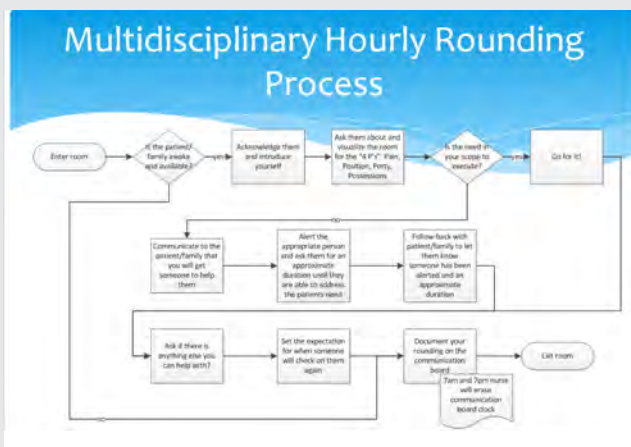 Multidisciplinary Hourly Rounding
Process
Enter room
Is the patient/
family awake
and available?
yes
Acknowledge them
and introduce
yourself
Ask them about and
visualize the room
for the "4 P's": Pain,
Position, Potty,
Possessions
Is the need in
your scope to
execute?
yes
Go for it!
no
Communicate to the
patient/family that
you will get
someone to help
them
Alert the
appropriate person
and ask them for an
approximate
duration until they
are able to address
the patients need
Follow-back with
patient/family to let
them know
someone has been
alerted and an
approximate
duration
Ask if there is
anything else you
can help with?
Set the expectation
for when someone
will check on them
again
Document your
rounding on the
communication
board
Exit room
7am and 7pm nurse
will erase
communication
board clock
no